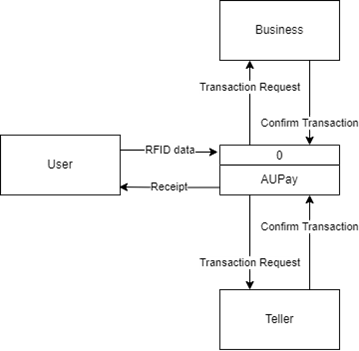 Business
Transaction Request
Confirm Transaction
RFID data
0
User
AUPay
Receipt
Confirm Transaction
Transaction Request
Teller